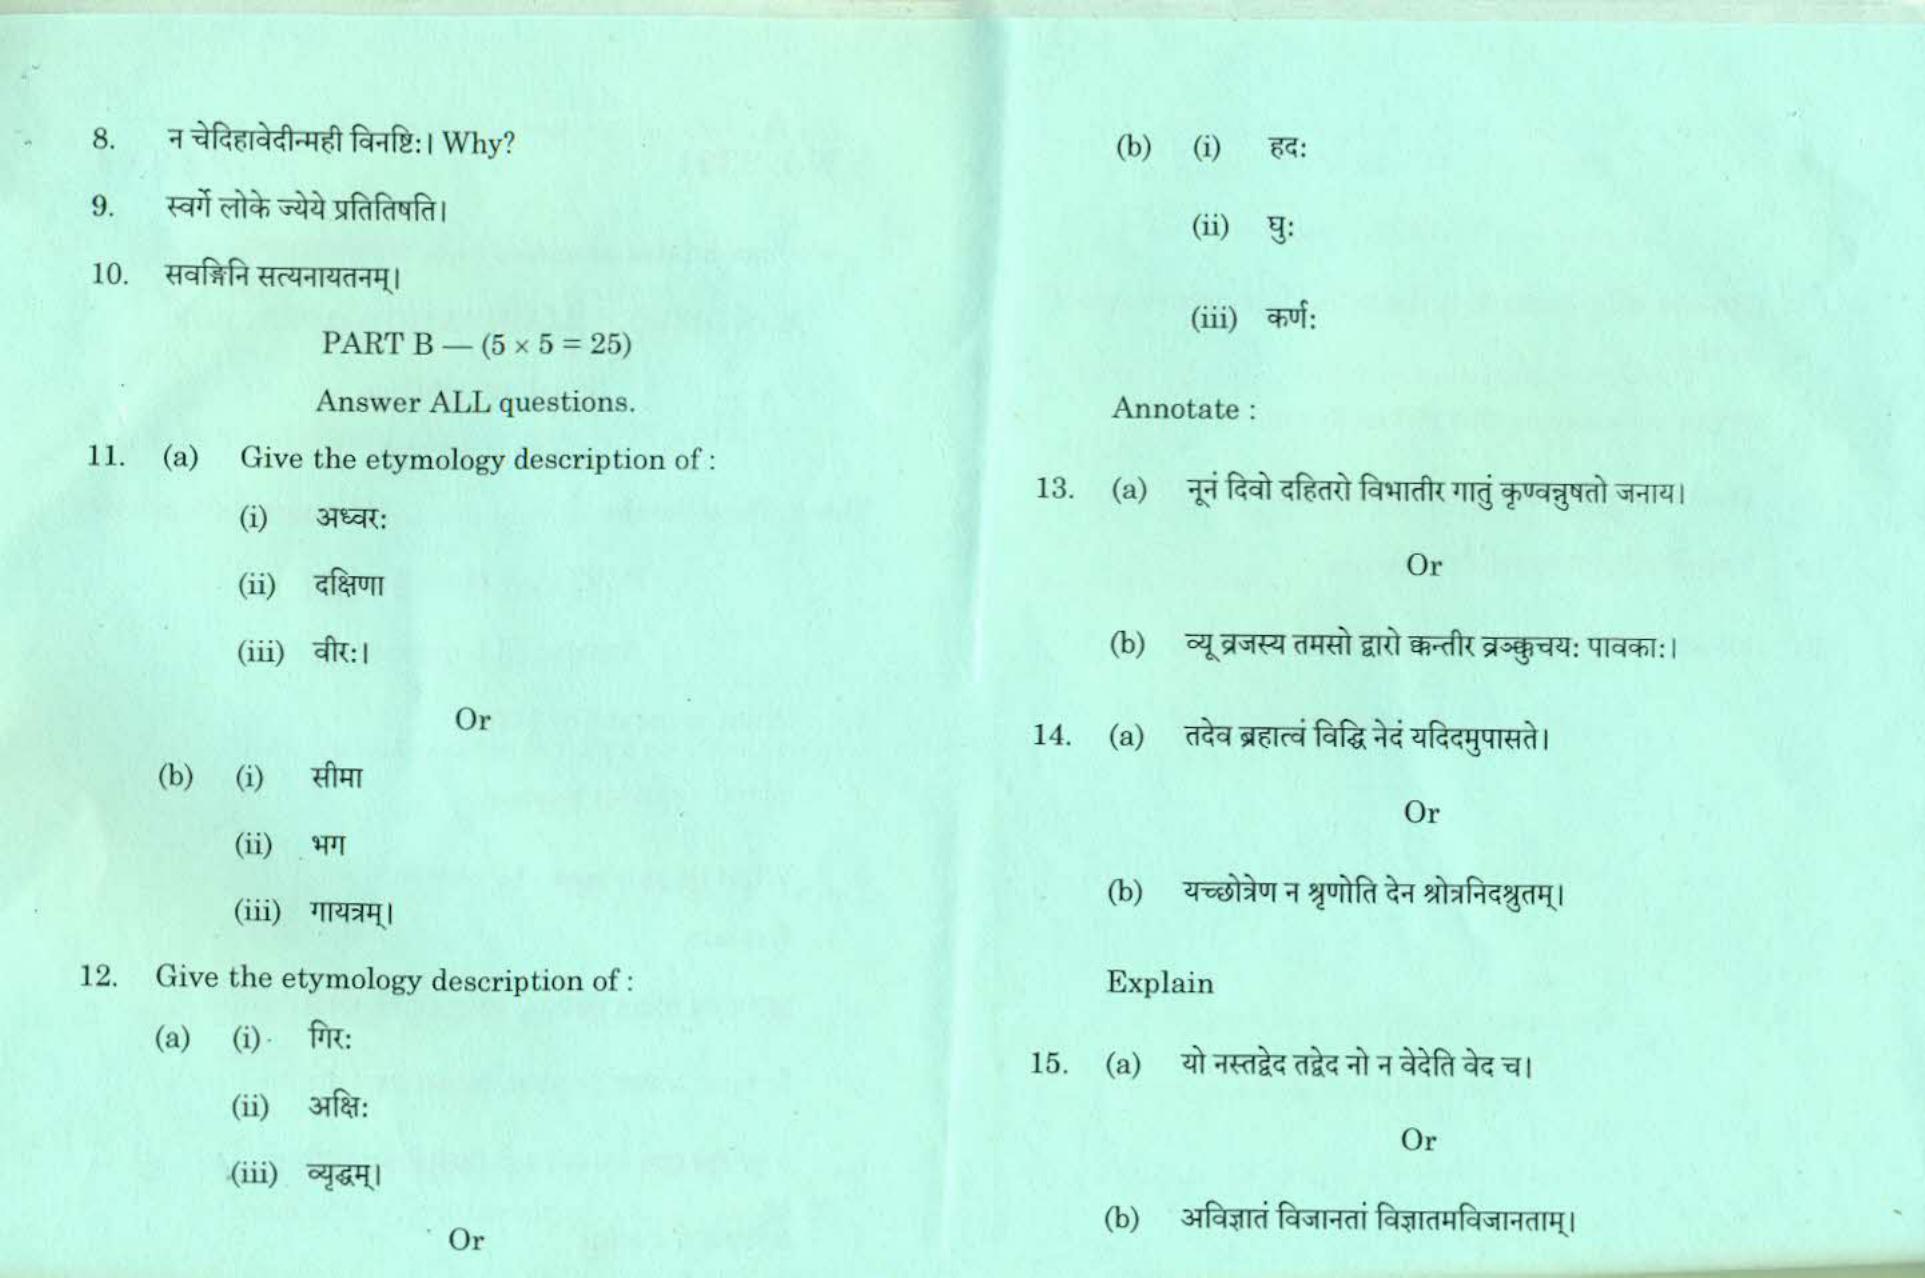 8. न चेदिहावेदीन्मही विनष्टि:। Why?
9. स्वर्गे लोके ज्येये प्रतितिषति।
10. सवङ्गिनि सत्यनायतनम्।
PART B — (5 × 5 = 25)
Answer ALL questions.
11. (a) Give the etymology description of :
(i) अध्वर:
(ii) दक्षिणा
(iii) वीर:।
Or
(b) (i) सीमा
(ii) भग
(iii) गायत्रम्।
12. Give the etymology description of :
(a) (i) गिर:
(ii) अक्षि:
(iii) व्यृद्धम्।
Or
(b) (i) हद:
(ii) घु:
(iii) कर्ण:
Annotate :
13. (a) नूनं दिवो दहितरो विभातीर गातुं कृण्वन्नुषतो जनाय।
Or
(b) व्यू व्रजस्य तमसो द्वारो क्कन्तीर व्रञ्क्कुचय: पावका:।
14. (a) तदेव ब्रहात्वं विद्धि नेदं यदिदमुपासते।
Or
(b) यच्छोत्रेण न श्रृणोति देन श्रोत्रनिदश्रुतम्।
Explain
15. (a) यो नस्तद्वेद तद्वेद नो न वेदेति वेद च।
Or
(b) अविज्ञातं विजानतां विज्ञातमविजानताम्।